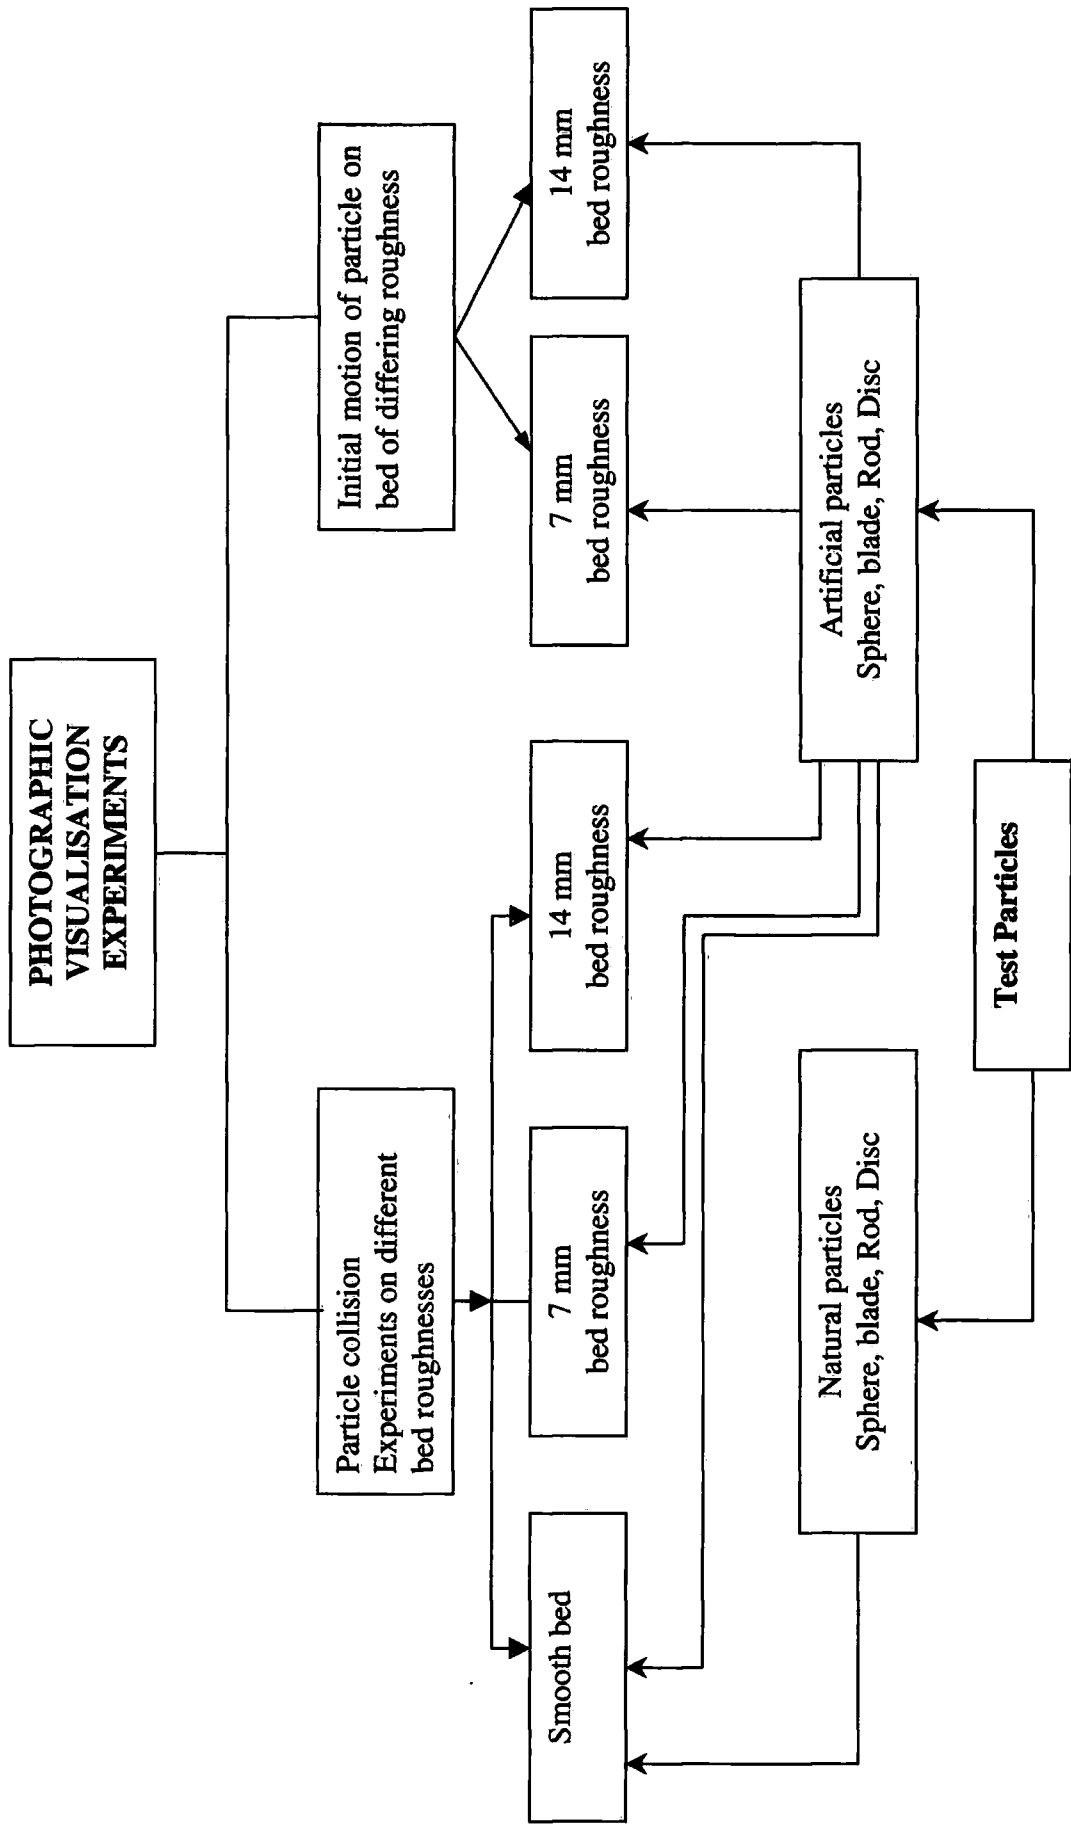 PHOTOGRAPHIC
VISUALISATION
EXPERIMENTS
Particle collision
Experiments on different
bed roughnesses
Initial motion of particle on
bed of differing roughness
Smooth bed
7 mm
bed roughness
14 mm
bed roughness
7 mm
bed roughness
14 mm
bed roughness
Natural particles
Sphere, blade, Rod, Disc
Artificial particles
Sphere, blade, Rod, Disc
Test Particles